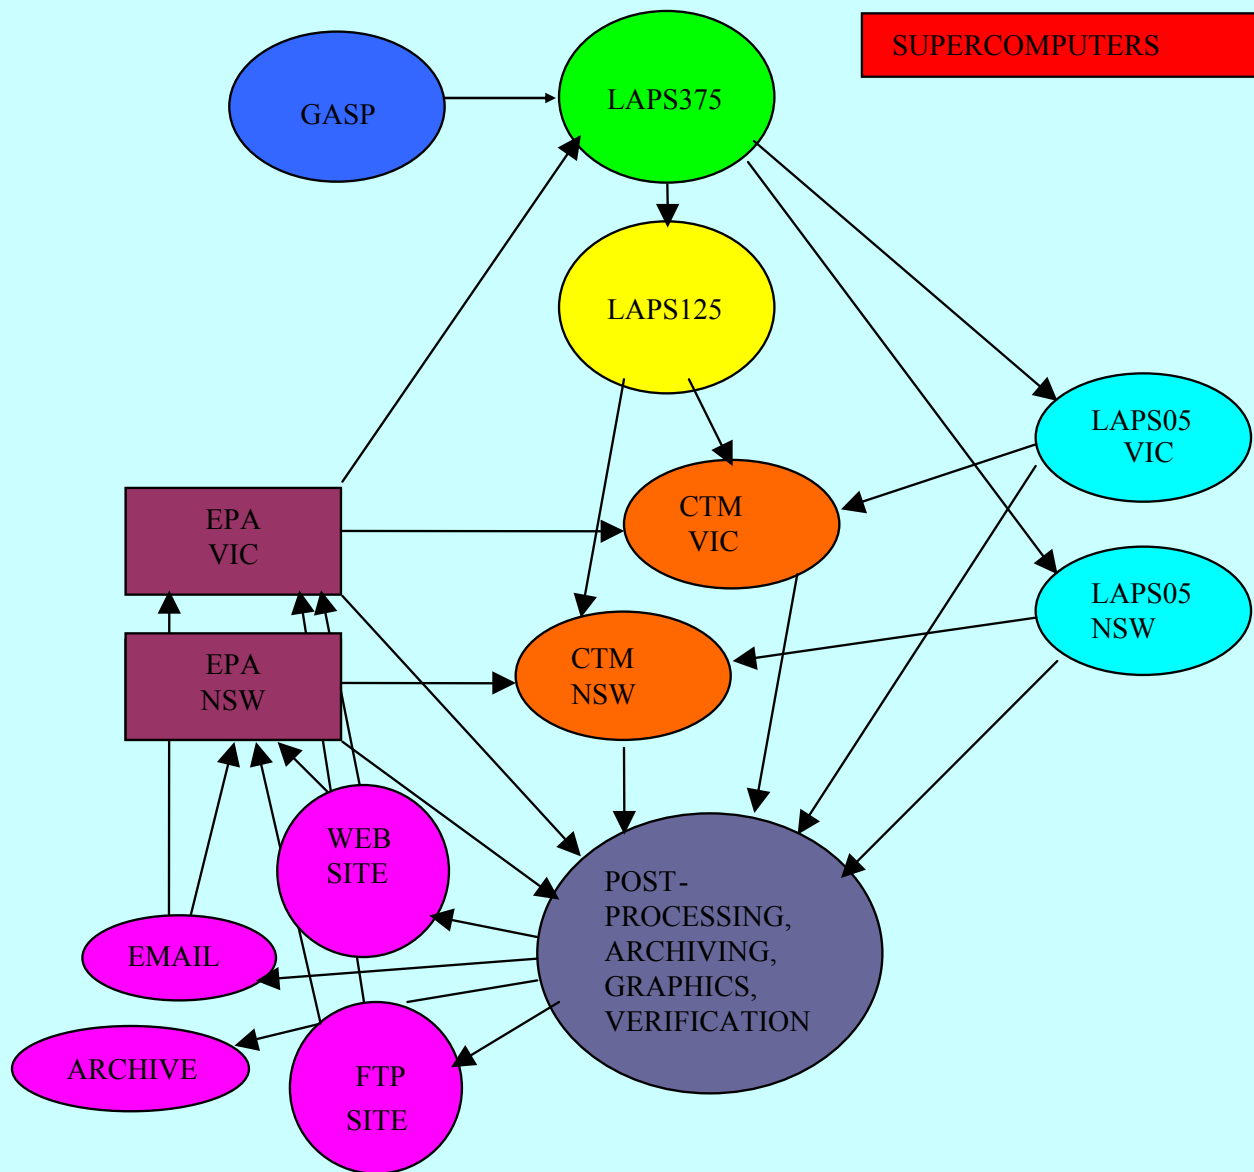 SUPERCOMPUTERS
GASP
LAPS375
LAPS125
LAPS05
VIC
EPA
VIC
CTM
VIC
LAPS05
NSW
EPA
NSW
CTM
NSW
WEB
SITE
POST-
PROCESSING,
ARCHIVING,
GRAPHICS,
VERIFICATION
EMAIL
ARCHIVE
FTP
SITE